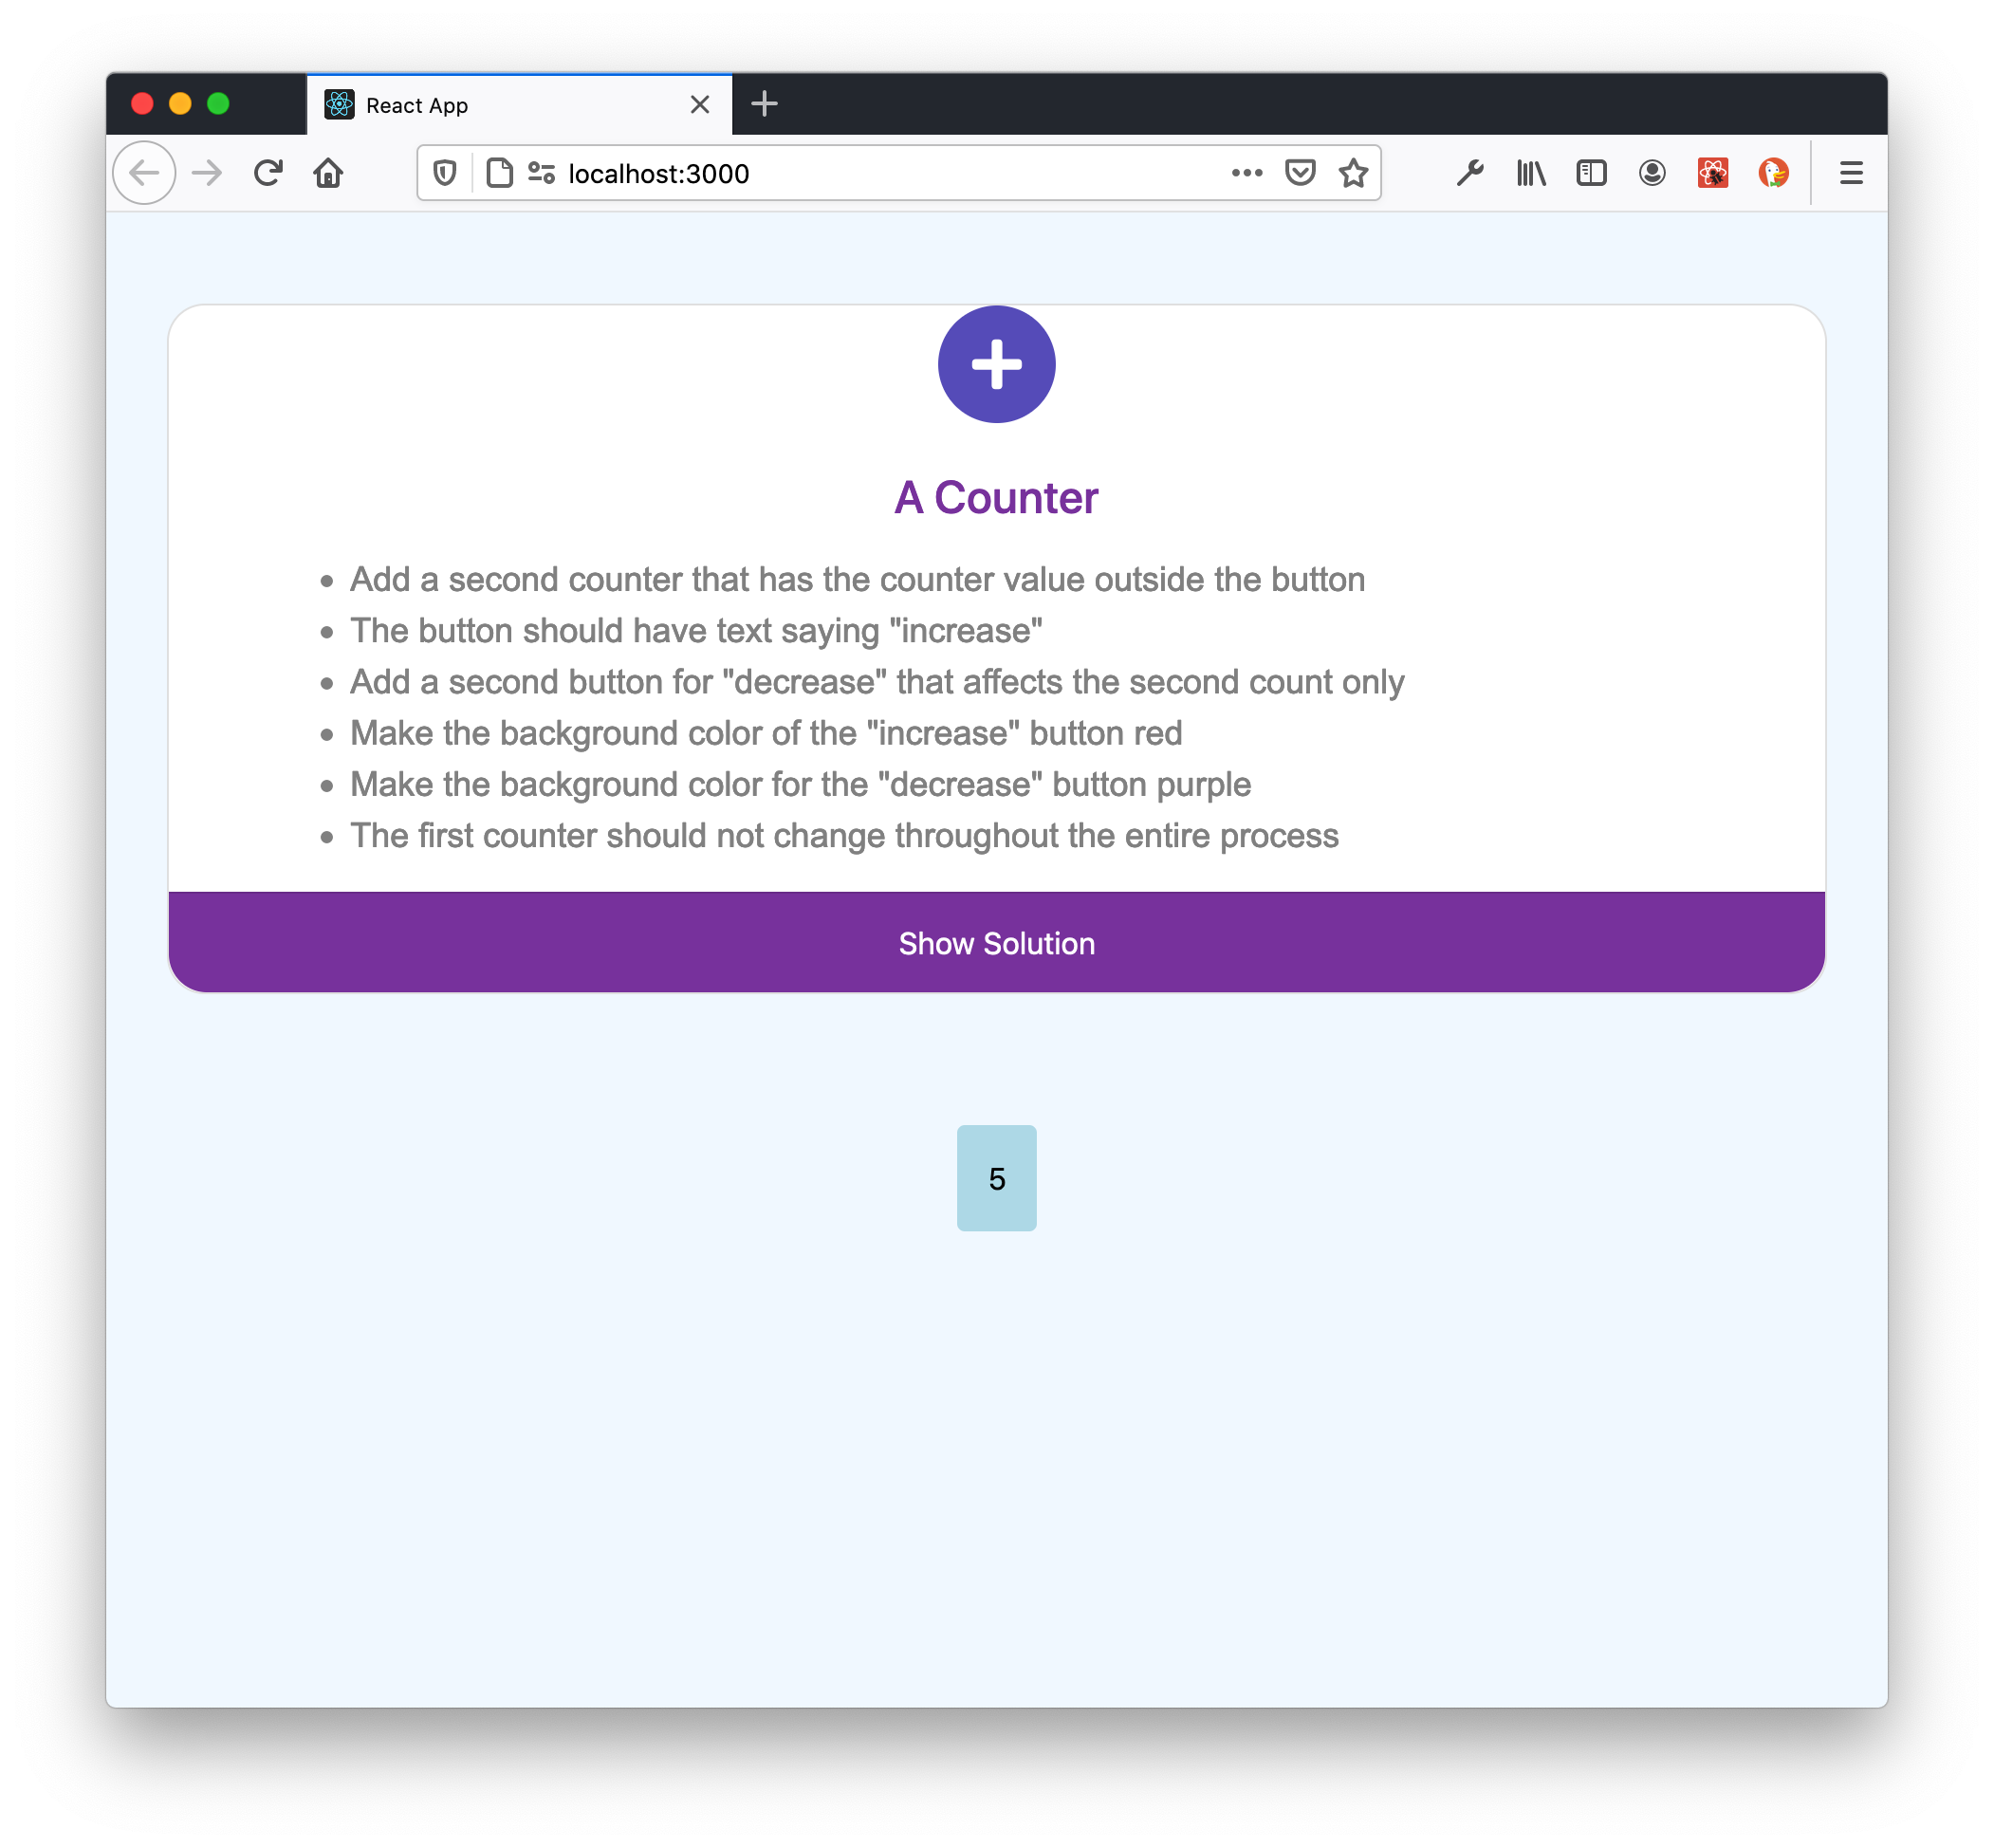 React App
localhost:3000
A Counter
Add a second counter that has the counter value outside the button
The button should have text saying "increase"
Add a second button for "decrease" that affects the second count only
Make the background color of the "increase" button red
Make the background color for the "decrease" button purple
The first counter should not change throughout the entire process
Show Solution
5